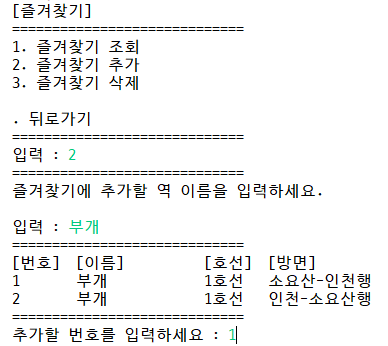 [즐겨찾기]
============================
1. 즐겨찾기 조회
2. 즐겨찾기 추가
3. 즐겨찾기 삭제
. 뒤로가기
============================
입력 : 2
============================
즐겨찾기에 추가할 역 이름을 입력하세요.
입력 : 부개
============================
[번호] [이름] [호선] [방면]
1 부개 1호선 소요산-인천행
2 부개 1호선 인천-소요산행
============================
추가할 번호를 입력하세요 : 1